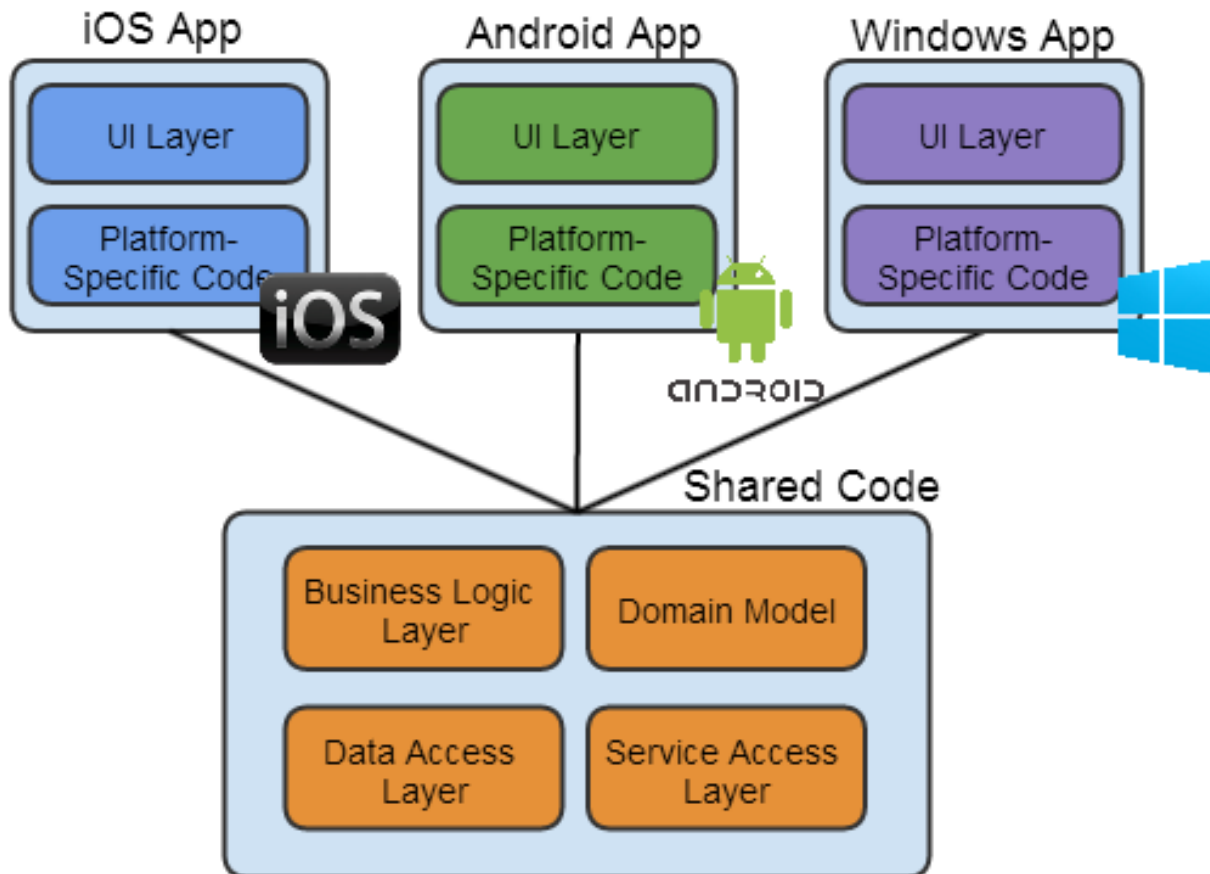 iOS App
Android App
Windows App
UI Layer
UI Layer
UI Layer
Platform-
Specific Code
Platform-
Specific Code
Platform-
Specific Code
iOS
ANDROID
Shared Code
Business Logic
Layer
Domain Model
Data Access
Layer
Service Access
Layer